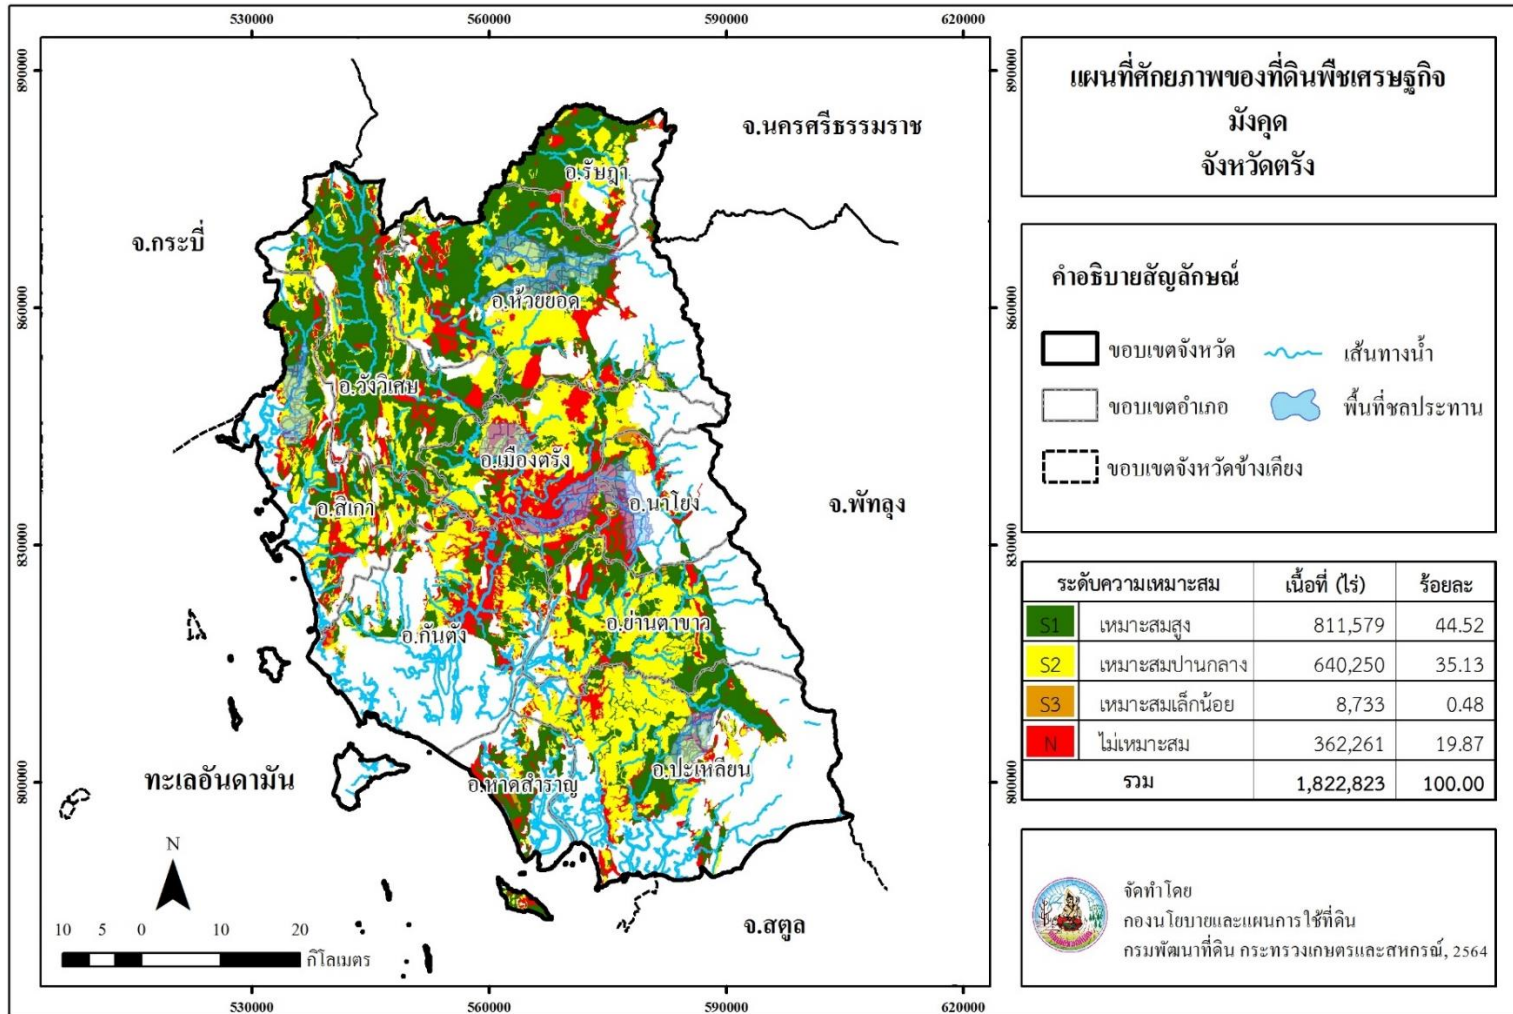 530000
560000
590000
620000
890000
860000
830000
800000
จ.นครศรีธรรมราช
จ.กระบี่
จ.พัทลุง
จ.สตูล
ทะเลอันดามัน
อ.รัษฎา
อ.ห้วยยอด
อ.วังวิเศษ
อ.เมืองตรัง
อ.สิเกา
อ.นาโยง
อ.กันตัง
อ.ย่านตาขาว
อ.หาดสำราญ
อ.ปะเหลียน
N
10 5 0 10 20
กิโลเมตร
890000
860000
830000
800000
530000
560000
590000
620000
แผนที่ศักยภาพของที่ดินพืชเศรษฐกิจ
มังคุด
จังหวัดตรัง
คำอธิบายสัญลักษณ์
ขอบเขตจังหวัด
เส้นทางน้ำ
ขอบเขตอำเภอ
พื้นที่ชลประทาน
ขอบเขตจังหวัดข้างเคียง
ระดับความเหมาะสม เนื้อที่ (ไร่) ร้อยละ
S1 เหมาะสมสูง 811,579 44.52
S2 เหมาะสมปานกลาง 640,250 35.13
S3 เหมาะสมเล็กน้อย 8,733 0.48
N ไม่เหมาะสม 362,261 19.87
รวม 1,822,823 100.00
จัดทำโดย
กองนโยบายและแผนการใช้ที่ดิน
กรมพัฒนาที่ดิน กระทรวงเกษตรและสหกรณ์, 2564